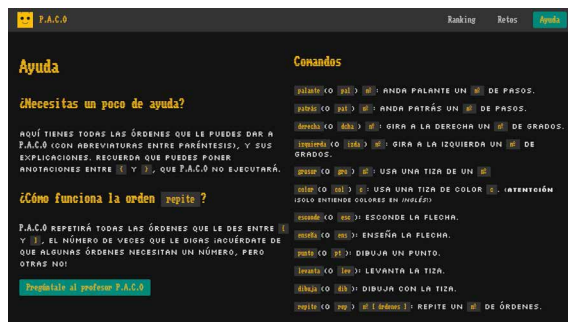 P.A.C.O
Ranking Retos Ayuda
Ayuda
¿Necesitas un poco de ayuda?
AQUÍ TIENES TODAS LAS ÓRDENES QUE LE PUEDES DAR A
P.A.C.O (CON ABREVIATURAS ENTRE PARÉNTESIS), Y SUS
EXPLICACIONES. RECUERDA QUE PUEDES PONER
ANOTACIONES ENTRE { Y }, QUE P.A.C.O NO EJECUTARÁ.
¿Cómo funciona la orden repite ?
P.A.C.O REPETIRÁ TODAS LAS ÓRDENES QUE LE DES ENTRE [
Y ], EL NÚMERO DE VECES QUE LE DIGAS ¡ACUÉRDATE DE
QUE ALGUNAS ÓRDENES NECESITAN UN NÚMERO, PERO
OTRAS NO!
Pregúntale al profesor P.A.C.O
Comandos
palante (O pal ) nº : ANDA PALANTE UN nº DE PASOS.
patrás (O pat ) nº : ANDA PATRÁS UN nº DE PASOS.
derecha (O dcha ) nº : GIRA A LA DERECHA UN nº DE GRADOS.
izquierda (O izda ) nº : GIRA A LA IZQUIERDA UN nº DE
GRADOS.
grosor (O gro ) nº : USA UNA TIZA DE UN nº
color (O col ) c : USA UNA TIZA DE COLOR c . (ATENTCIÓN
¡SOLO ENTIENDE COLORES EN INGLÉS!)
esconde (O esc ): ESCONDE LA FLECHA.
enseña (O ens ): ENSEÑA LA FLECHA.
punto (O pt ): DIBUJA UN PUNTO.
levanta (O lev ): LEVANTA LA TIZA.
dibuja (O dib ): DIBUJA CON LA TIZA.
repite (O rep ) nº [ órdenes ]: REPITE UN nº DE ÓRDENES.